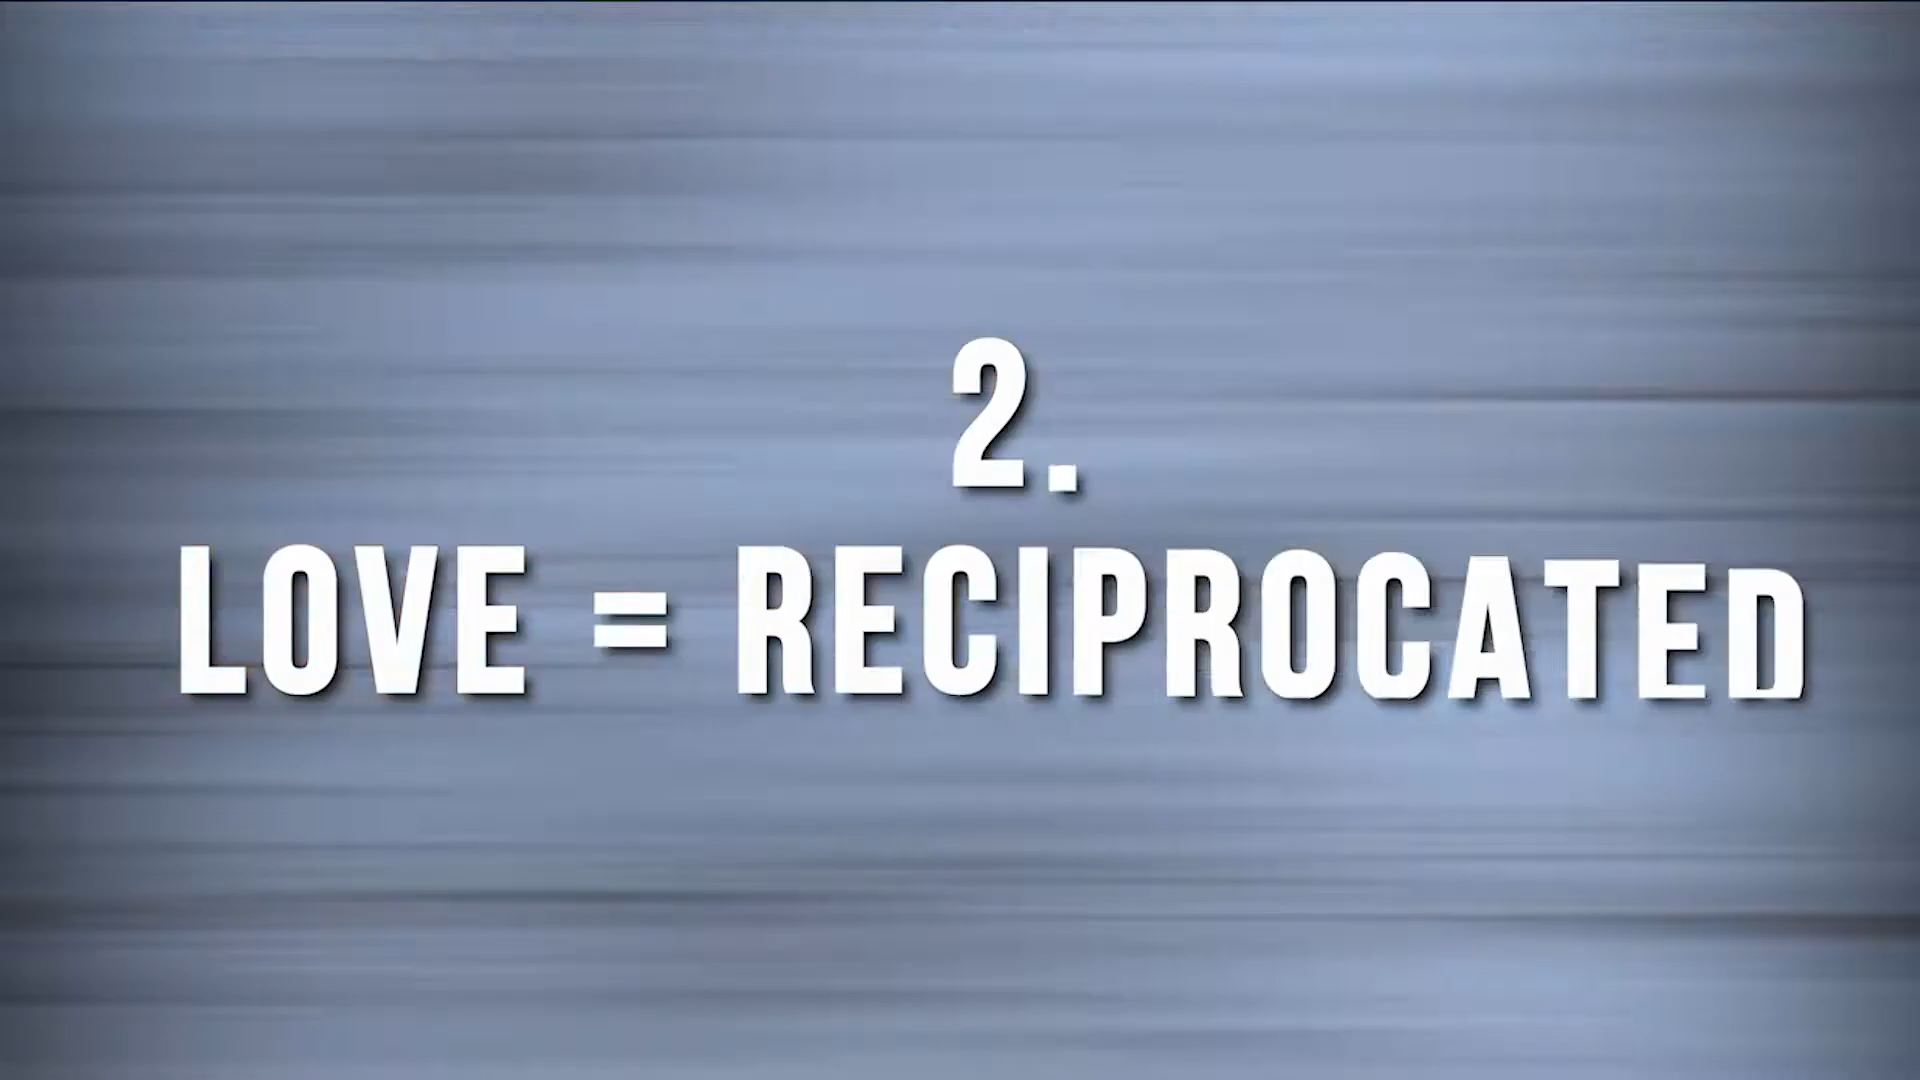 2.
LOVE = RECIPROCATED